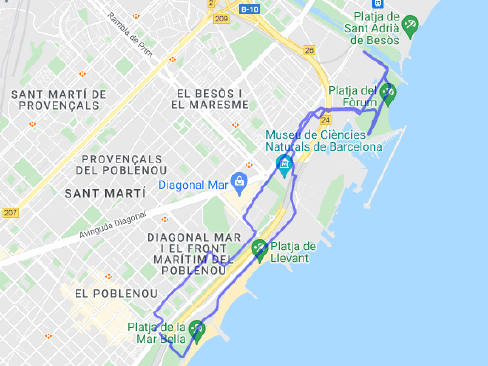 Platja de
Sant Adrià
de Besòs
B-10
209
Rambla de Prim
26
SANT MARTÍ DE
PROVENÇALS
EL BESÒS I
EL MARESME
Platja del
Fòrum
24
Museu de Ciències
Naturals de Barcelona
PROVENÇALS
DEL POBLENOU
Diagonal Mar
SANT MARTÍ
207
Avinguda Diagonal
DIAGONAL MAR
I EL FRONT
MARÍTIM DEL
POBLENOU
Platja de
Llevant
EL POBLENOU
Platja de la
Mar Bella